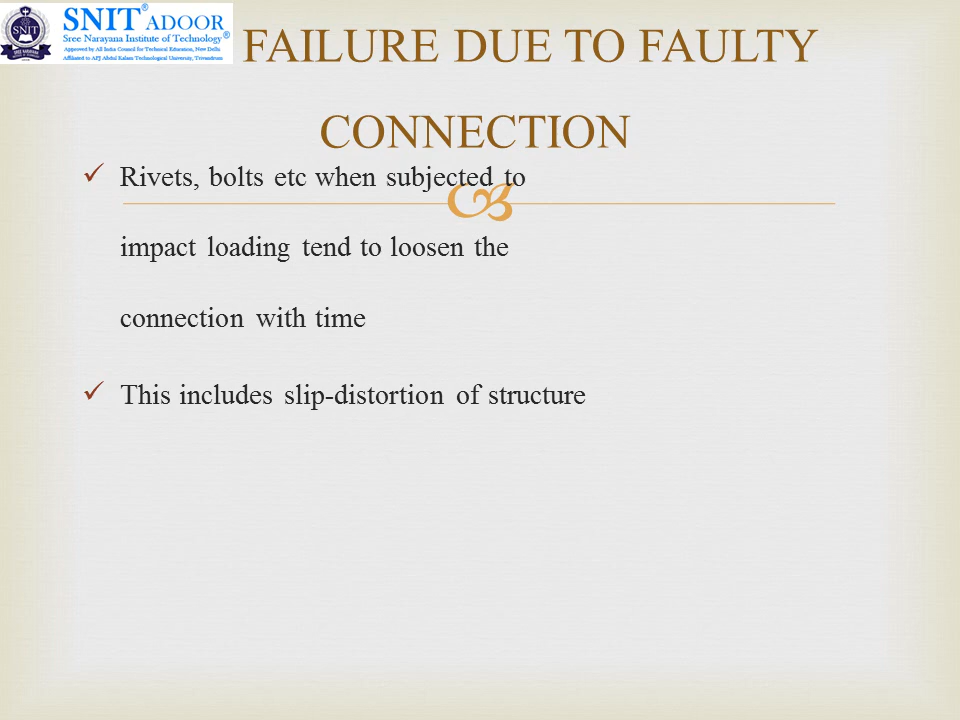 SNIT® ADOOR
Sree Narayana Institute of Technology®
Approved by All India Council for Technical Education, New Delhi
Affiliated to APJ Abdul Kalam Technological University, Trivandrum
FAILURE DUE TO FAULTY
CONNECTION
Rivets, bolts etc when subjected to
impact loading tend to loosen the
connection with time
This includes slip-distortion of structure